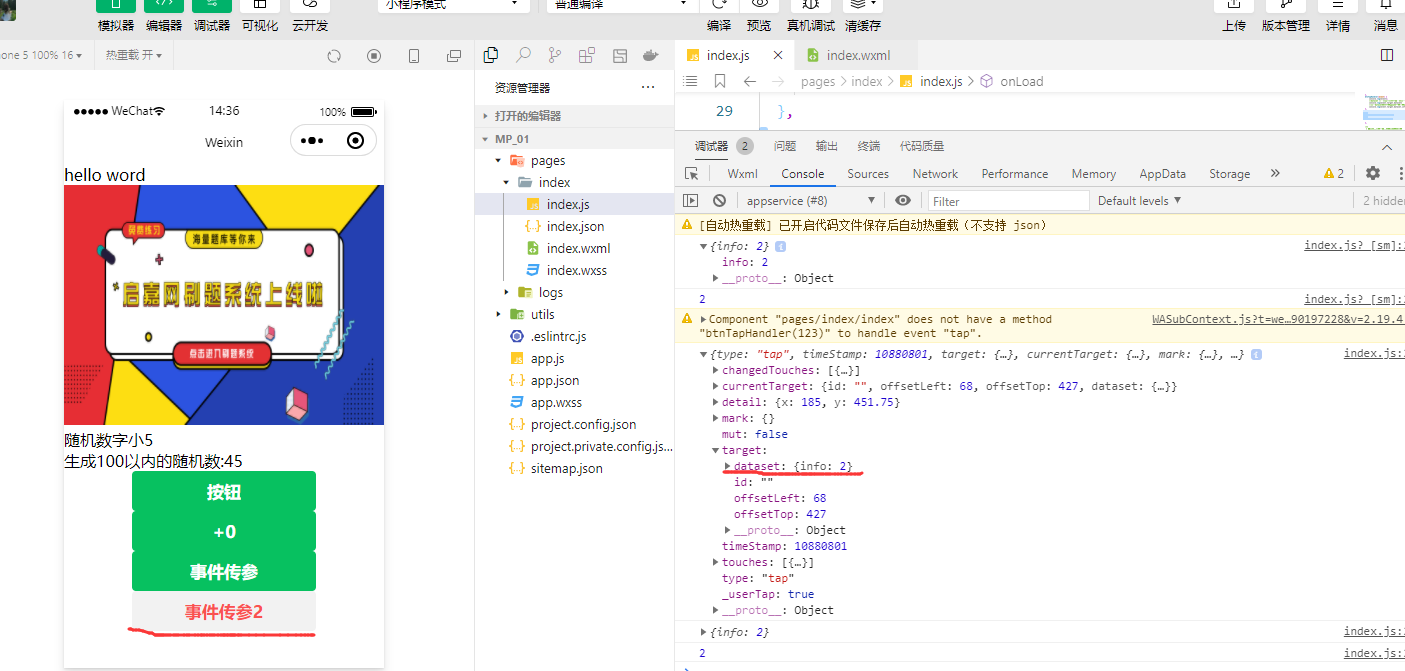 模拟器 编辑器 调试器 可视化 云开发
小程序模式
普通编译
编译 预览 真机调试 清缓存
上传 版本管理 详情 消息
one 5 100% 16
热重载 开
WeChat 14:36 100%
Weixin
hello word
弱票练习
海量题库等你来
启嘉网刷题系统上线啦
点击进入刷题系统
随机数字小5
生成100以内的随机数:45
按钮
+0
事件传参
事件传参2
资源管理器
打开的编辑器
MP_01
pages
index
index.js
index.json
index.wxml
index.wxss
logs
utils
.eslintrc.js
app.js
app.json
app.wxss
project.config.json
project.private.config.js...
sitemap.json
index.js index.wxml
pages > index > index.js > onLoad
29 },
调试器 2 问题 输出 终端 代码质量
Wxml Console Sources Network Performance Memory AppData Storage » 2
appservice (#8) Filter Default levels 2 hidden
[自动热重载] 已开启代码文件保存后自动热重载（不支持 json）
{info: 2} index.js? [sm]:
info: 2
__proto__: Object
2 index.js? [sm]:
Component "pages/index/index" does not have a method WASubContext.js?t=we…90197228&v=2.19.4
"btnTapHandler(123)" to handle event "tap".
{type: "tap", timeStamp: 10880801, target: {…}, currentTarget: {…}, mark: {…}, …} index.js:
changedTouches: [{…}]
currentTarget: {id: "", offsetLeft: 68, offsetTop: 427, dataset: {…}}
detail: {x: 185, y: 451.75}
mark: {}
mut: false
target:
dataset: {info: 2}
id: ""
offsetLeft: 68
offsetTop: 427
__proto__: Object
timeStamp: 10880801
touches: [{…}]
type: "tap"
_userTap: true
__proto__: Object
{info: 2} index.js:
2 index.js: